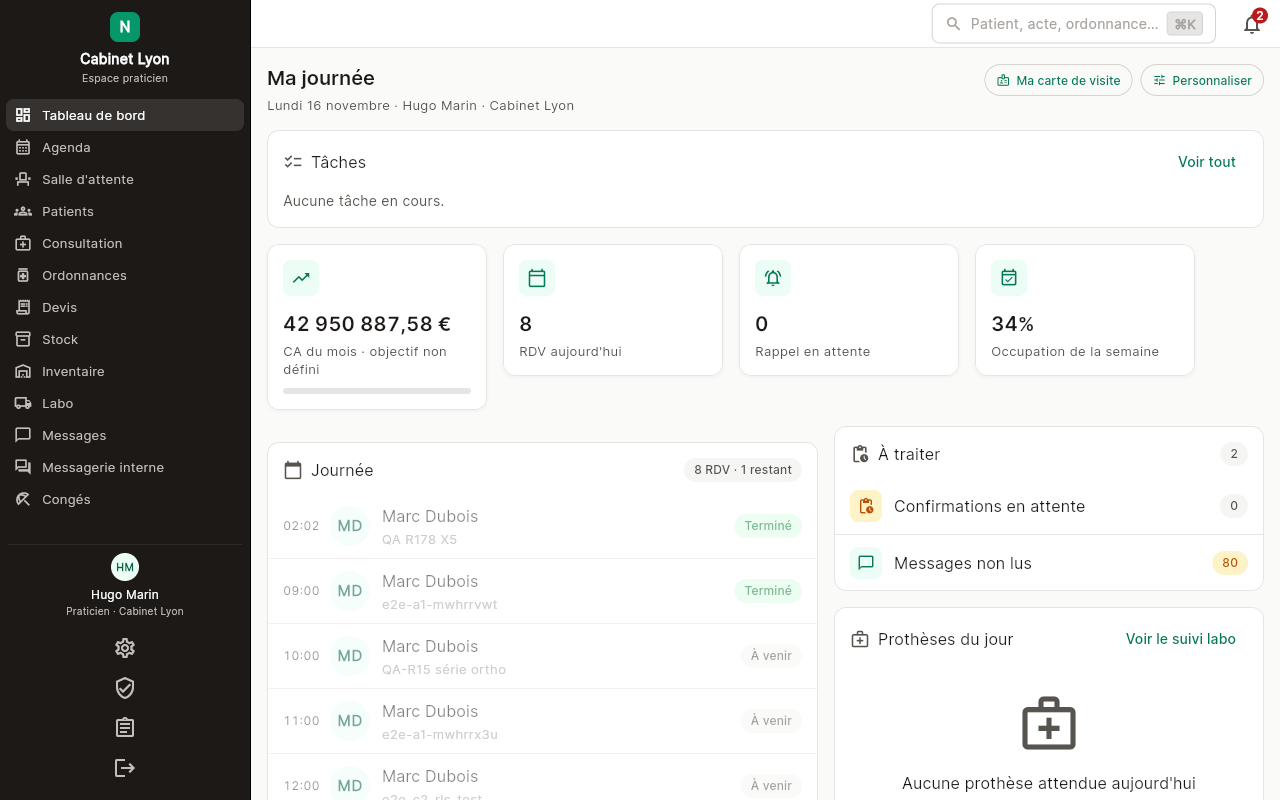 N
Cabinet Lyon
Espace praticien
Tableau de bord
Agenda
Salle d'attente
Patients
Consultation
Ordonnances
Devis
Stock
Inventaire
Labo
Messages
Messagerie interne
Congés
HM
Hugo Marin
Praticien · Cabinet Lyon
Patient, acte, ordonnance... ⌘K
2
Ma journée
Lundi 16 novembre · Hugo Marin · Cabinet Lyon
Ma carte de visite
Personnaliser
Tâches
Voir tout
Aucune tâche en cours.
42 950 887,58 €
CA du mois · objectif non
défini
8
RDV aujourd'hui
0
Rappel en attente
34%
Occupation de la semaine
Journée
8 RDV · 1 restant
02:02 MD Marc Dubois Terminé
QA R178 X5
09:00 MD Marc Dubois Terminé
e2e-a1-mwhrrvwt
10:00 MD Marc Dubois À venir
QA-R15 série ortho
11:00 MD Marc Dubois À venir
e2e-a1-mwhrrx3u
12:00 MD Marc Dubois À venir
e2e-c2-rls-test
À traiter 2
Confirmations en attente 0
Messages non lus 80
Prothèses du jour
Voir le suivi labo
Aucune prothèse attendue aujourd'hui